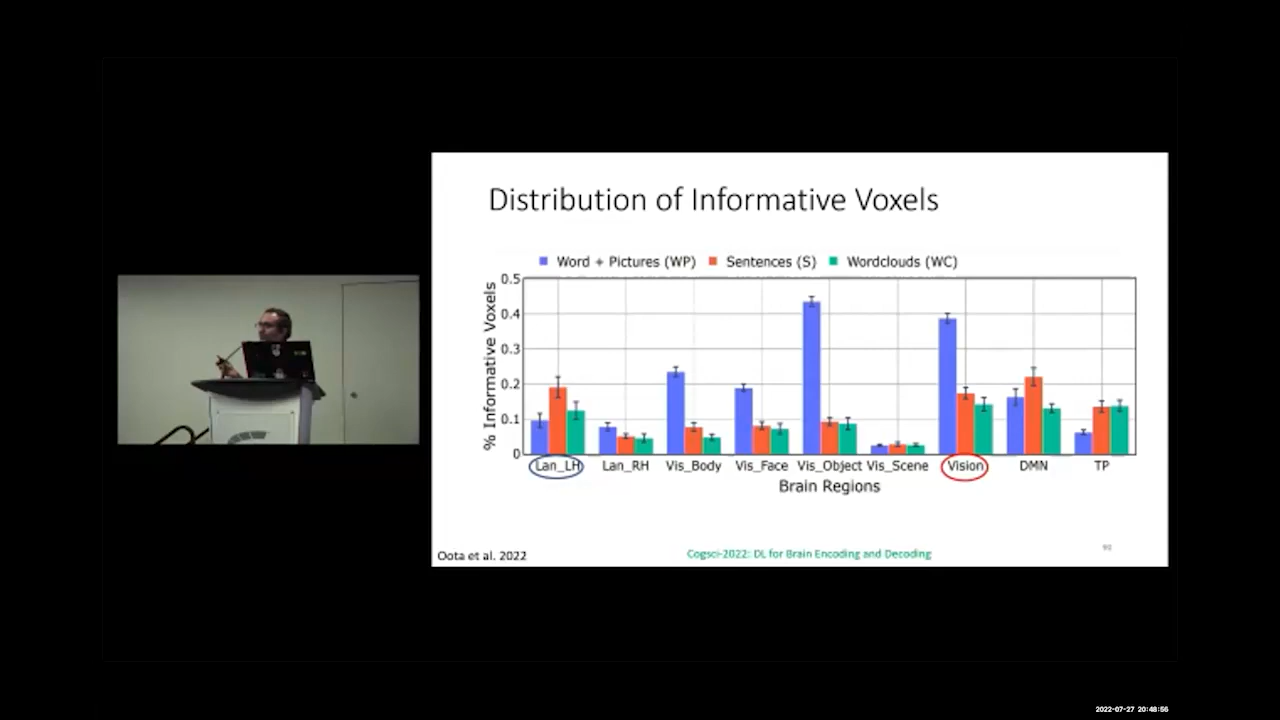 Distribution of Informative Voxels
Word + Pictures (WP) Sentences (S) Wordclouds (WC)
% Informative Voxels
0.5
0.4
0.3
0.2
0.1
0
Lan_LH Lan_RH Vis_Body Vis_Face Vis_Object Vis_Scene Vision DMN TP
Brain Regions
Oota et al. 2022
Cogsci-2022: DL for Brain Encoding and Decoding
2022-07-27 20:48:56